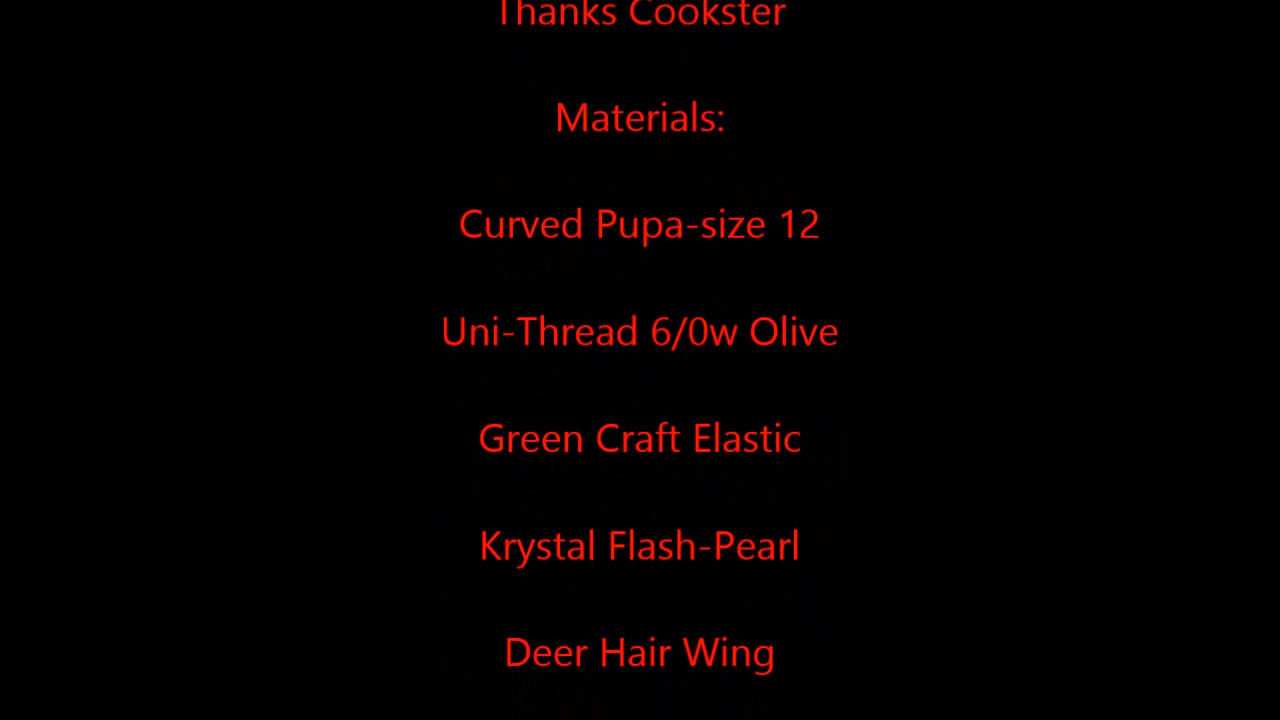 Thanks Cookster
Materials:
Curved Pupa-size 12
Uni-Thread 6/0w Olive
Green Craft Elastic
Krystal Flash-Pearl
Deer Hair Wing